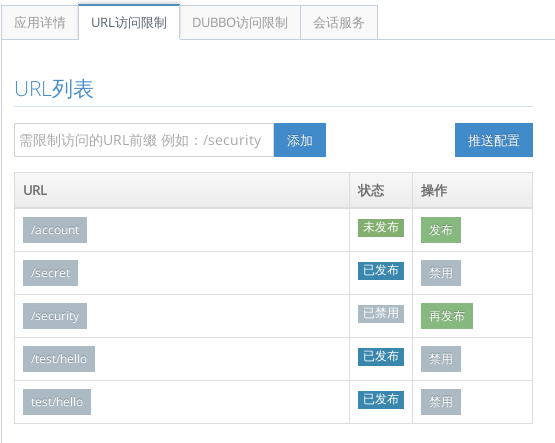 应用详情 URL访问限制 DUBBO访问限制 会话服务
URL列表
需限制访问的URL前缀 例如：/security 添加 推送配置
URL 状态 操作
/account 未发布 发布
/secret 已发布 禁用
/security 已禁用 再发布
/test/hello 已发布 禁用
test/hello 已发布 禁用